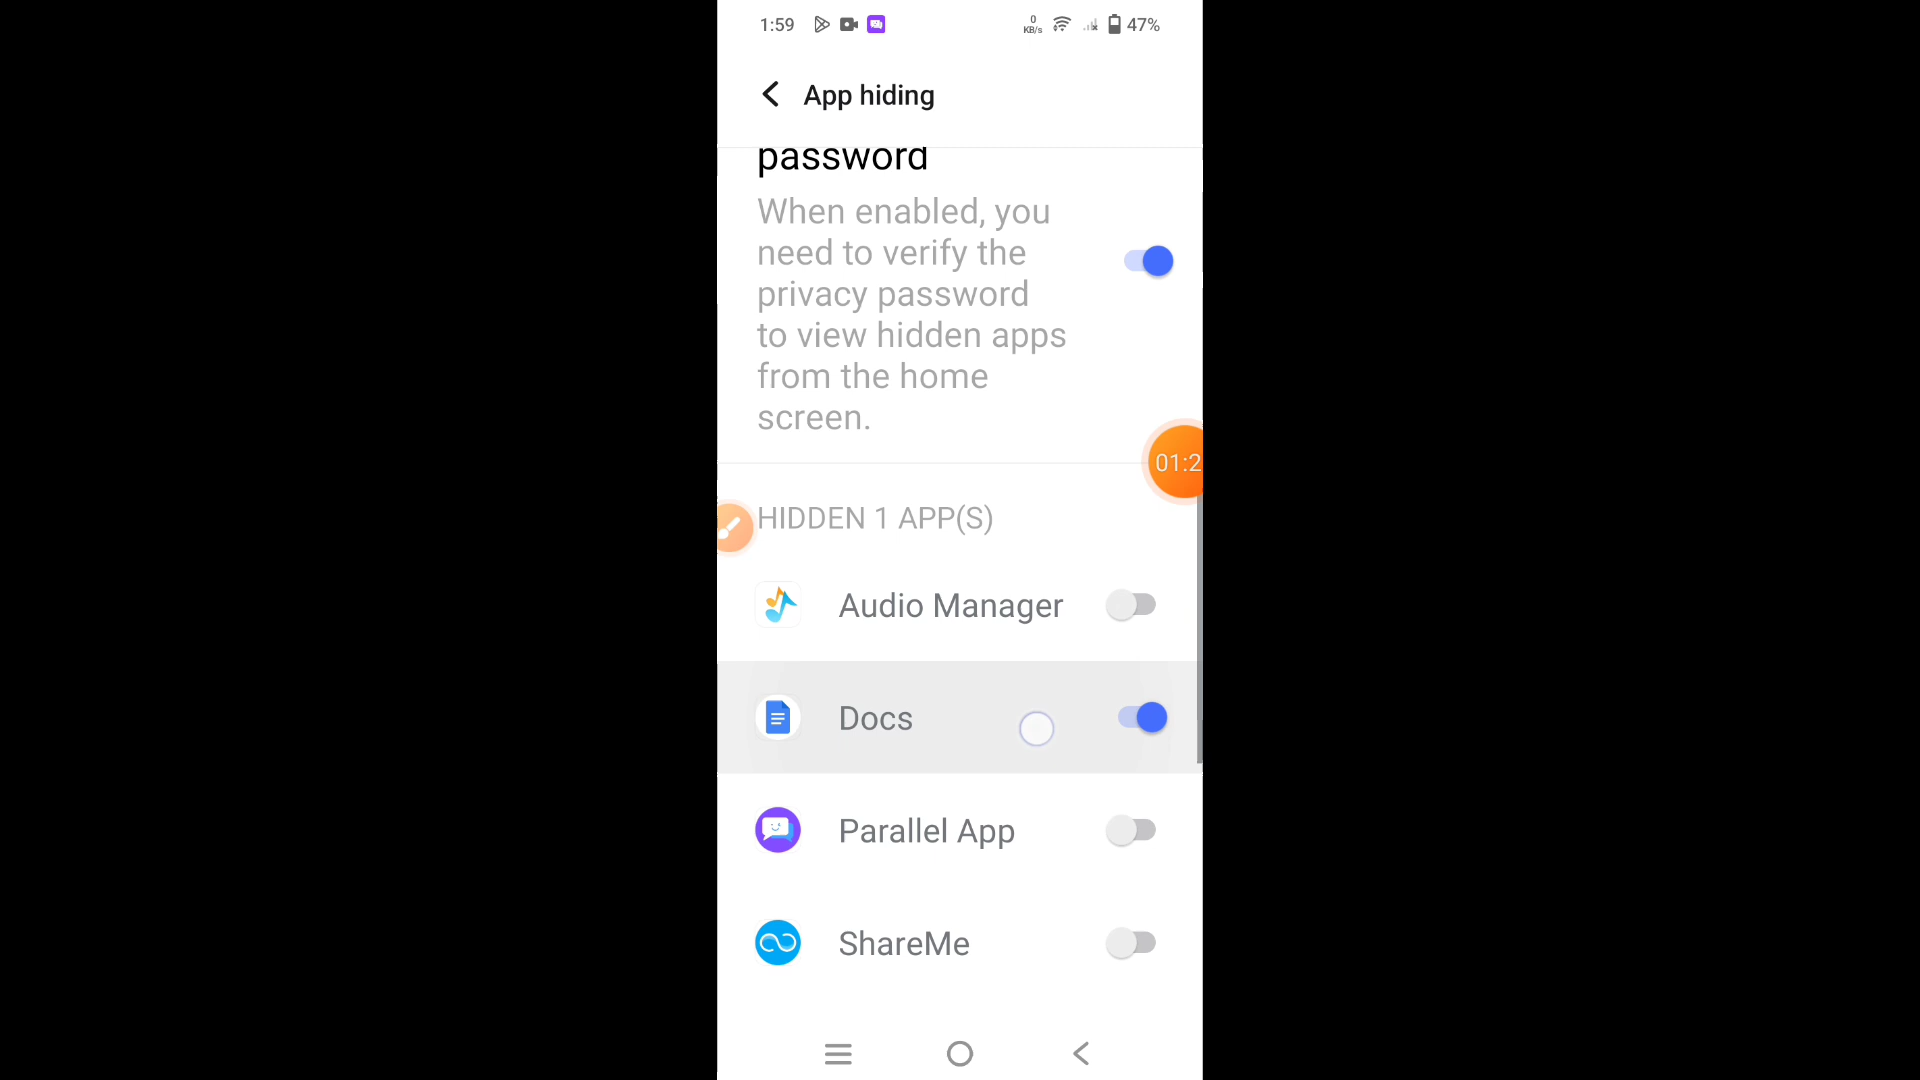 1:59
0
KB/s
47%
App hiding
password
When enabled, you
need to verify the
privacy password
to view hidden apps
from the home
screen.
01:2
HIDDEN 1 APP(S)
Audio Manager
Docs
Parallel App
ShareMe